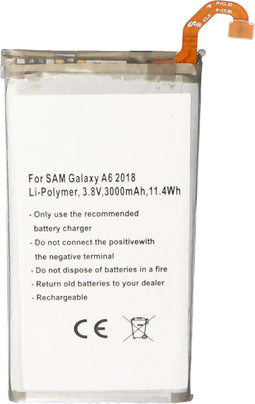 For SAM Galaxy A6 2018
Li-Polymer, 3.8V,3000mAh,11.4Wh
- Only use the recommended
battery charger
- Do not connect the positivewith
the negative terminal
- Do not dispose of batteries in a fire
- Return old batteries to your dealer
- Rechargeable
CE